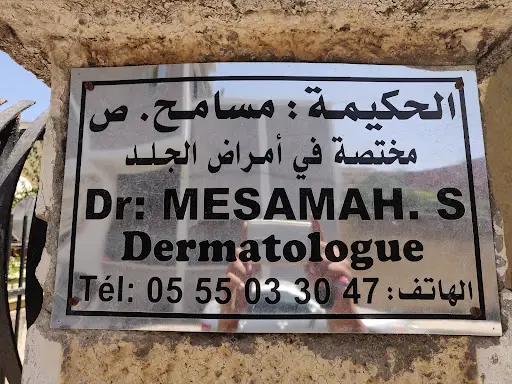 الحكيمة : مسامح. ص
مختصة في أمراض الجلد
Dr: MESAMAH. S
Dermatologue
Tél: 05 55 03 30 47 :الهاتف